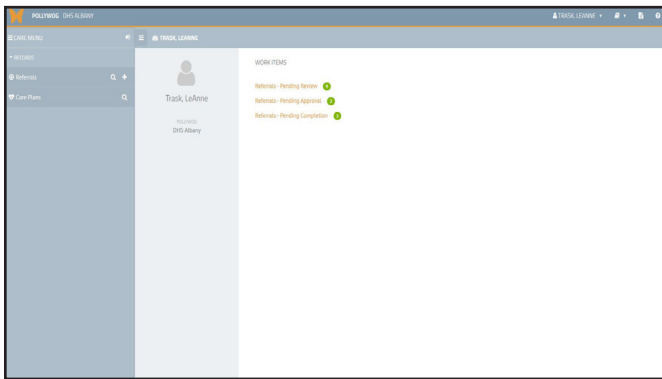 POLLYWOG DHS ALBANY
TRASK, LEANNE
CARE MENU
TRASK, LEANNE
RECORDS
Referrals
Care Plans
Trask, LeAnne
POLLYWOG
DHS Albany
WORK ITEMS
Referrals - Pending Review
Referrals - Pending Approval
Referrals - Pending Completion